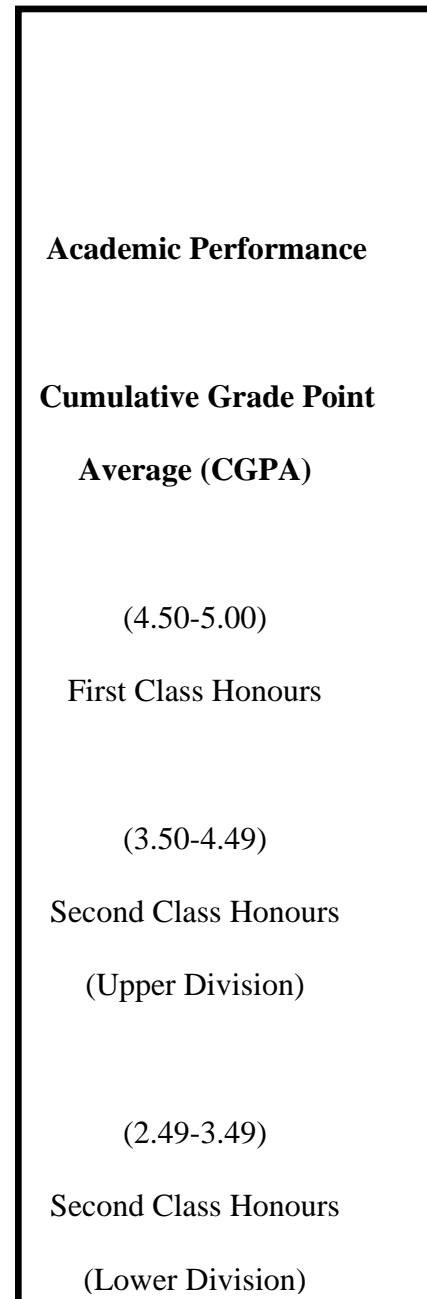 Academic Performance
Cumulative Grade Point
Average (CGPA)
(4.50-5.00)
First Class Honours
(3.50-4.49)
Second Class Honours
(Upper Division)
(2.49-3.49)
Second Class Honours
(Lower Division)